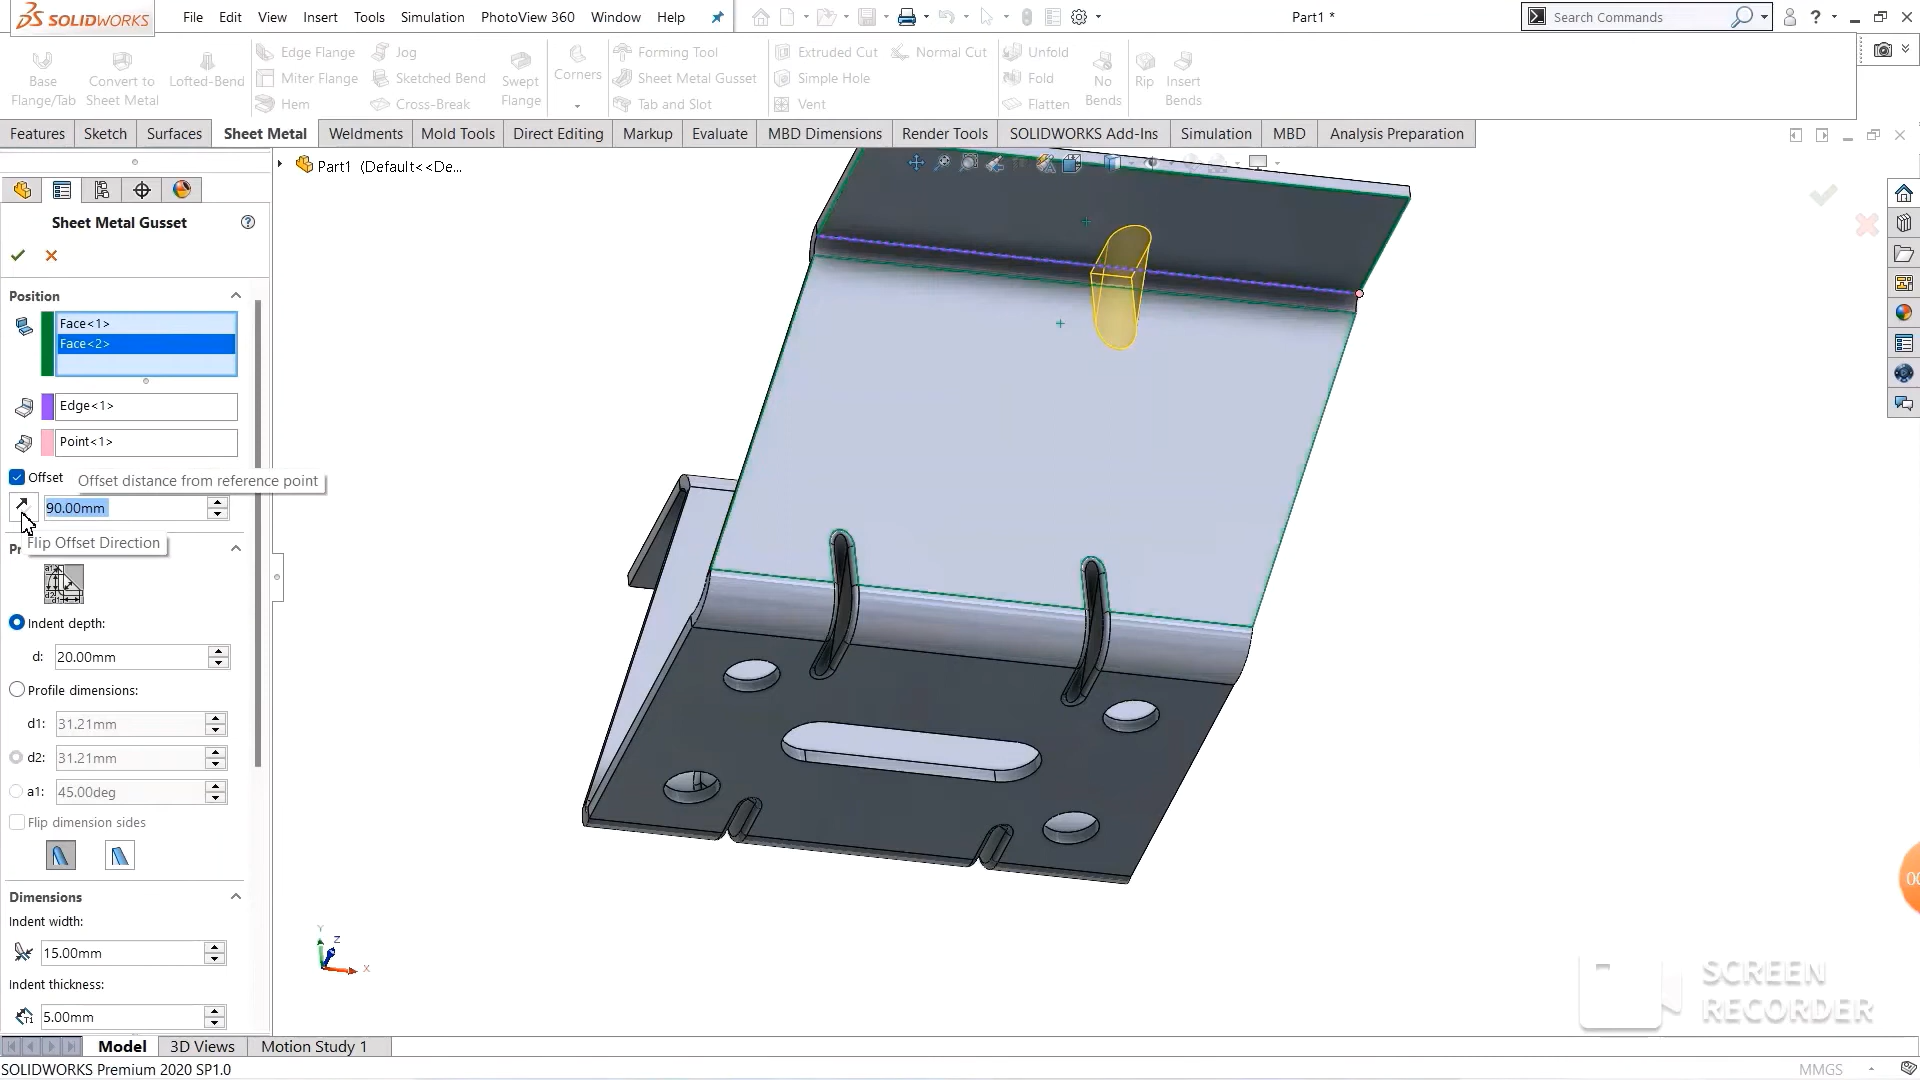 SOLIDWORKS File Edit View Insert Tools Simulation PhotoView 360 Window Help Part1 * Search Commands ?
Base Flange/Tab
Convert to Sheet Metal
Lofted-Bend
Edge Flange
Miter Flange
Hem
Jog
Sketched Bend
Cross-Break
Swept Flange
Corners
Forming Tool
Sheet Metal Gusset
Tab and Slot
Extruded Cut
Simple Hole
Vent
Normal Cut
Unfold
Fold
Flatten
No Bends
Rip
Insert Bends
Features Sketch Surfaces Sheet Metal Weldments Mold Tools Direct Editing Markup Evaluate MBD Dimensions Render Tools SOLIDWORKS Add-Ins Simulation MBD Analysis Preparation
Part1 (Default<<De...
Sheet Metal Gusset ?
Position
Face<1>
Face<2>
Edge<1>
Point<1>
Offset
Offset distance from reference point
90.00mm
Flip Offset Direction
Pr
Indent depth:
d: 20.00mm
Profile dimensions:
d1: 31.21mm
d2: 31.21mm
a1: 45.00deg
Flip dimension sides
Dimensions
Indent width:
15.00mm
Indent thickness:
5.00mm
Y
Z
X
SCREEN
RECORDER
00
Model 3D Views Motion Study 1
SOLIDWORKS Premium 2020 SP1.0 MMGS